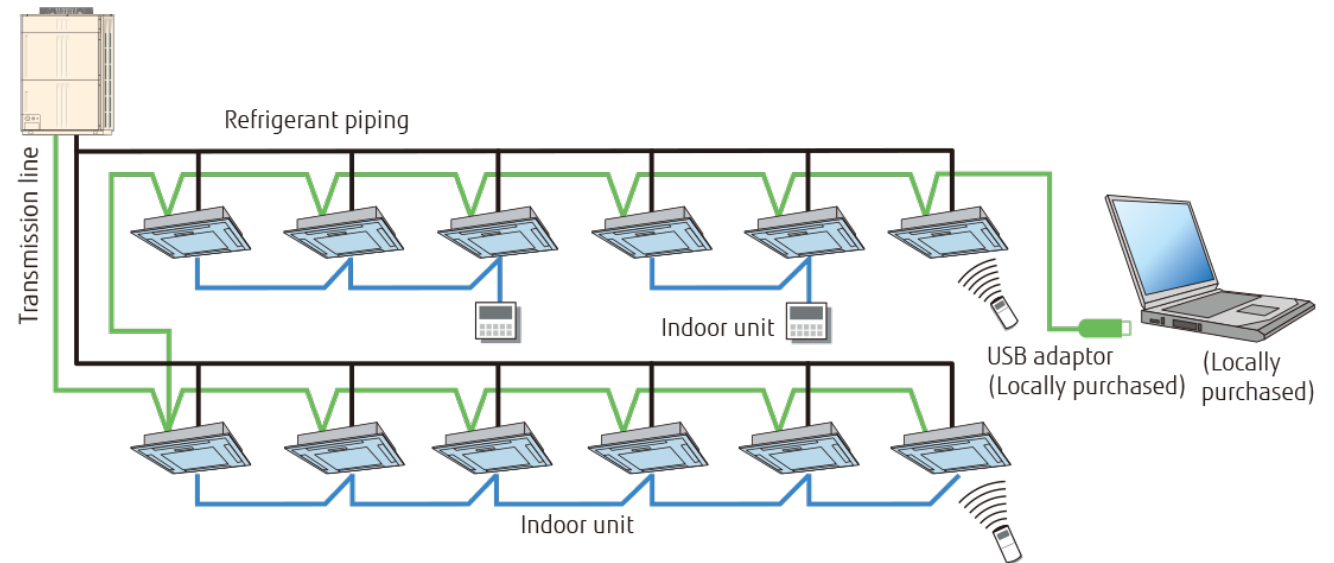 Refrigerant piping
Transmission line
Indoor unit
USB adaptor
(Locally purchased)
(Locally
purchased)
Indoor unit